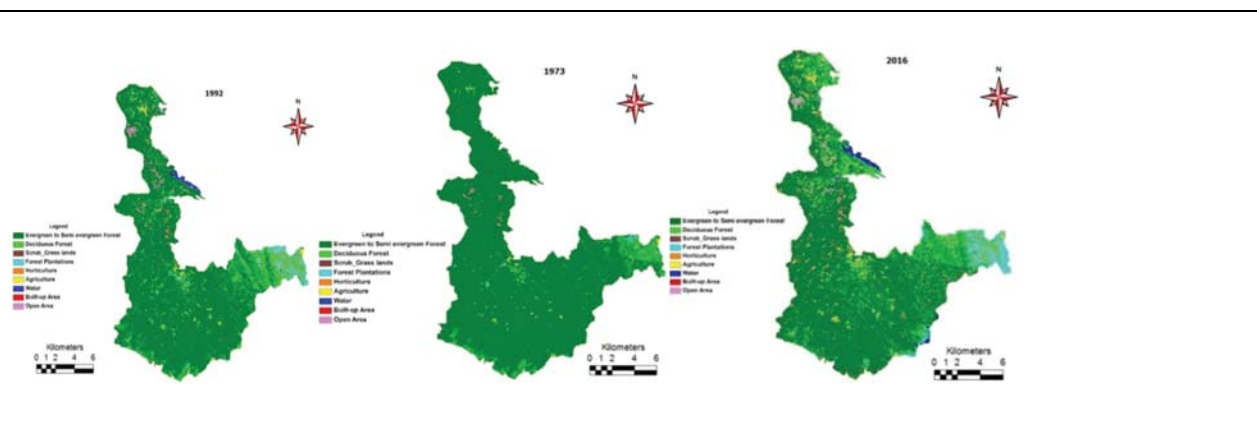 1992
N
Legend
Evergreen to Semi evergreen Forest
Deciduous Forest
Scrub_Grass lands
Forest Plantations
Horticulture
Agriculture
Water
Built-up Area
Open Area
Kilometers
0 1 2 4 6
1973
N
Legend
Evergreen to Semi evergreen Forest
Deciduous Forest
Scrub_Grass lands
Forest Plantations
Horticulture
Agriculture
Water
Built-up Area
Open Area
Kilometers
0 1 2 4 6
2016
N
Legend
Evergreen to Semi evergreen Forest
Deciduous Forest
Scrub_Grass lands
Forest Plantations
Horticulture
Agriculture
Water
Built-up Area
Open Area
Kilometers
0 1 2 4 6